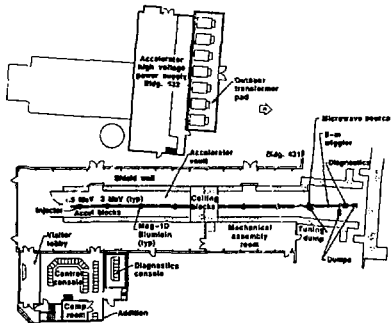 Accelerator
high voltage
power supply
Bldg. 432
Outdoor
transformer
pad
Accelerator
vault
Bldg. 431
Microwave source
8-m
wiggler
Diagnostics
Shield wall
1.5 MeV 2 MeV (typ)
Injector
Accel blocks
Ceiling
blocks
Mag-1D
Blumlein
(typ)
Mechanical
assembly
room
Tuning
dump
Dumps
Visitor
lobby
Control
console
Diagnostics
console
Comp.
room
Addition